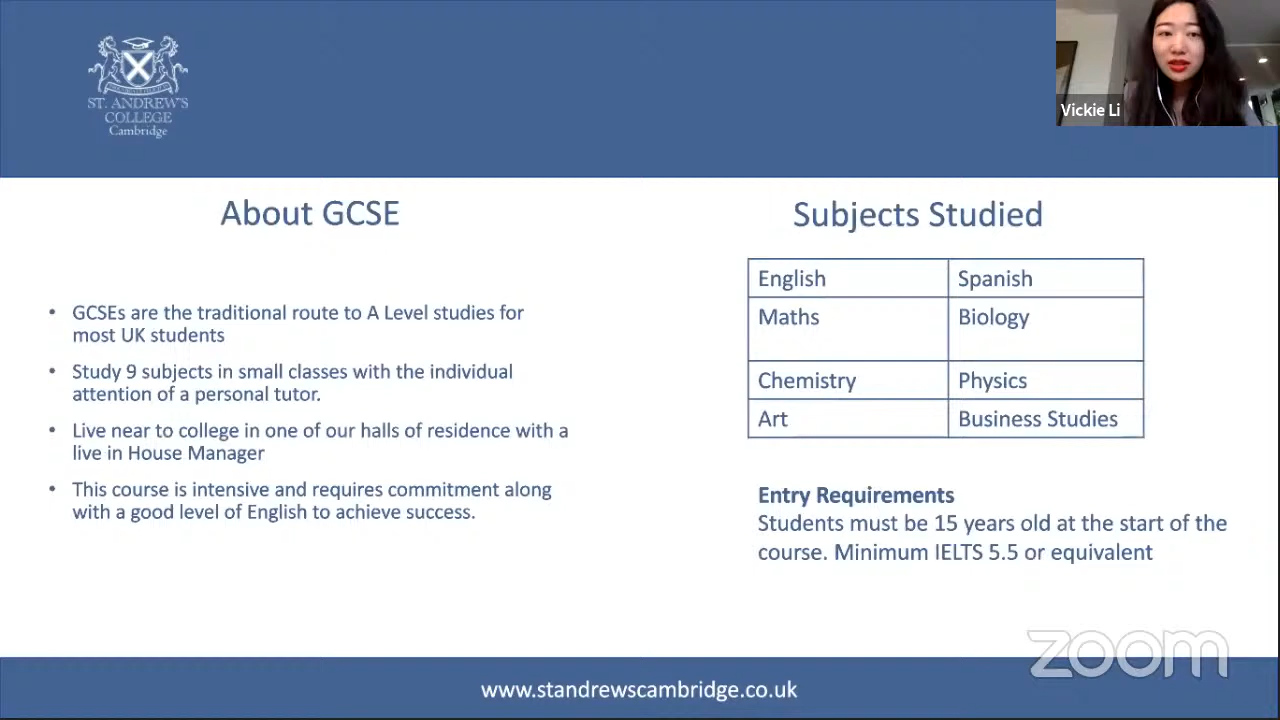 ST. ANDREW'S
COLLEGE
Cambridge
Vickie Li
About GCSE
• GCSEs are the traditional route to A Level studies for
most UK students
• Study 9 subjects in small classes with the individual
attention of a personal tutor.
• Live near to college in one of our halls of residence with a
live in House Manager
• This course is intensive and requires commitment along
with a good level of English to achieve success.
Subjects Studied
English Spanish
Maths Biology
Chemistry Physics
Art Business Studies
Entry Requirements
Students must be 15 years old at the start of the
course. Minimum IELTS 5.5 or equivalent
zoom
www.standrewscambridge.co.uk